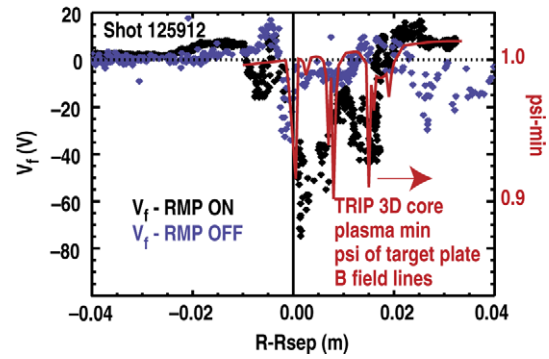 Shot 125912
20
0
−20
−40
−60
−80
V_f (V)
1.0
0.9
psi-min
V_f - RMP ON
V_f - RMP OFF
TRIP 3D core
plasma min
psi of target plate
B field lines
−0.04 −0.02 0.00 0.02 0.04
R-Rsep (m)